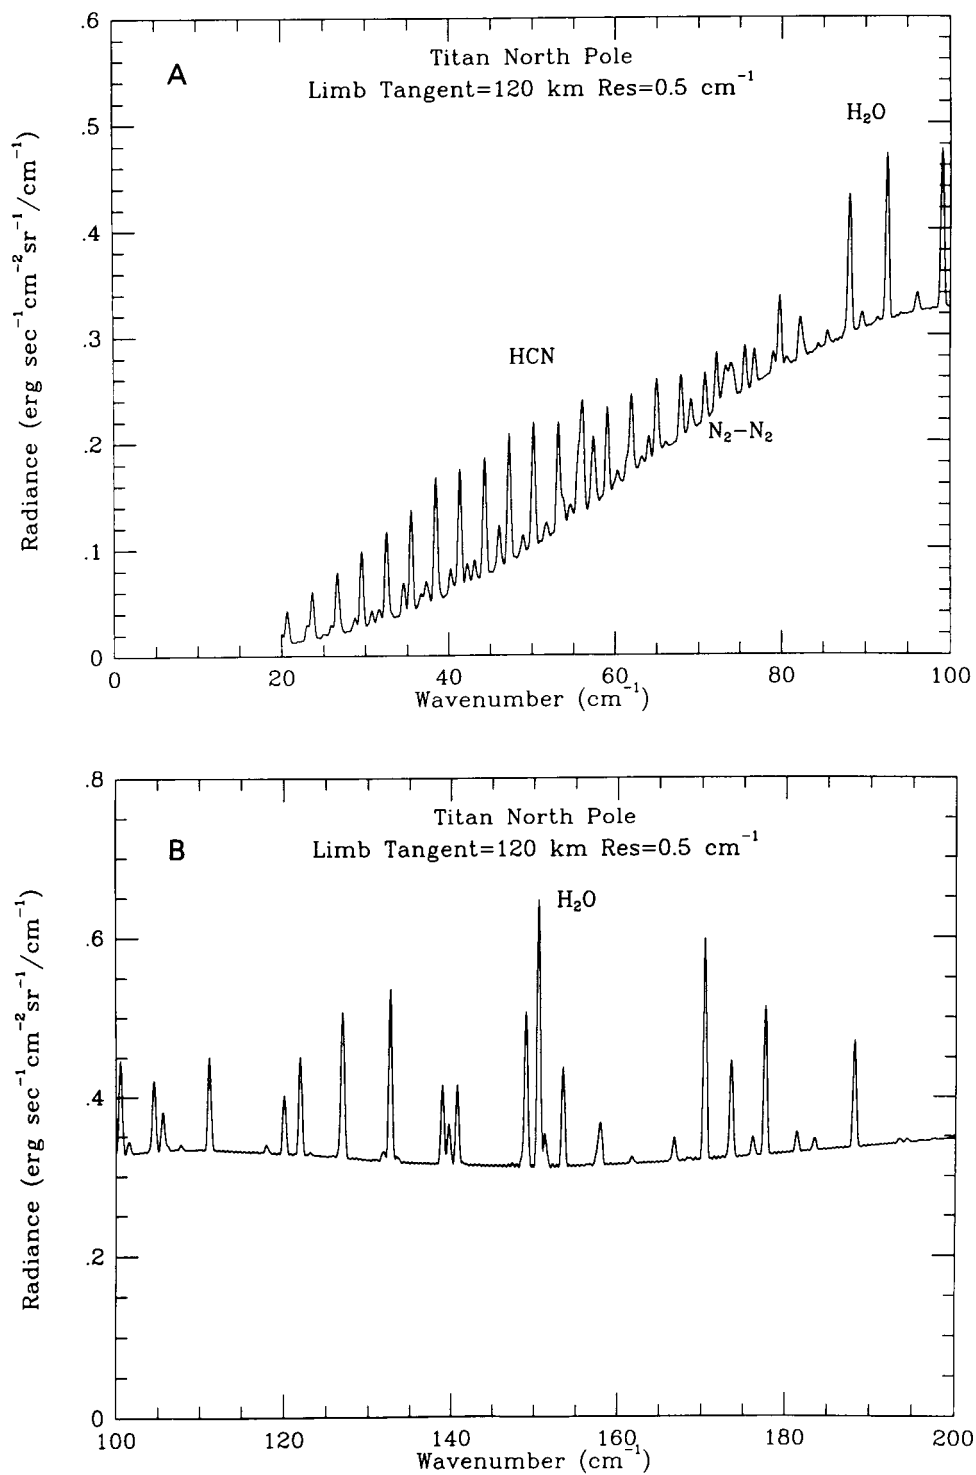 .6
A
Titan North Pole
Limb Tangent=120 km Res=0.5 cm⁻¹
H₂O
.5
.4
.3
HCN
N₂−N₂
.2
.1
0
Radiance (erg sec⁻¹cm⁻²sr⁻¹/cm⁻¹)
0 20 40 60 80 100
Wavenumber (cm⁻¹)
.8
B
Titan North Pole
Limb Tangent=120 km Res=0.5 cm⁻¹
H₂O
.6
.4
.2
0
Radiance (erg sec⁻¹cm⁻²sr⁻¹/cm⁻¹)
100 120 140 160 180 200
Wavenumber (cm⁻¹)